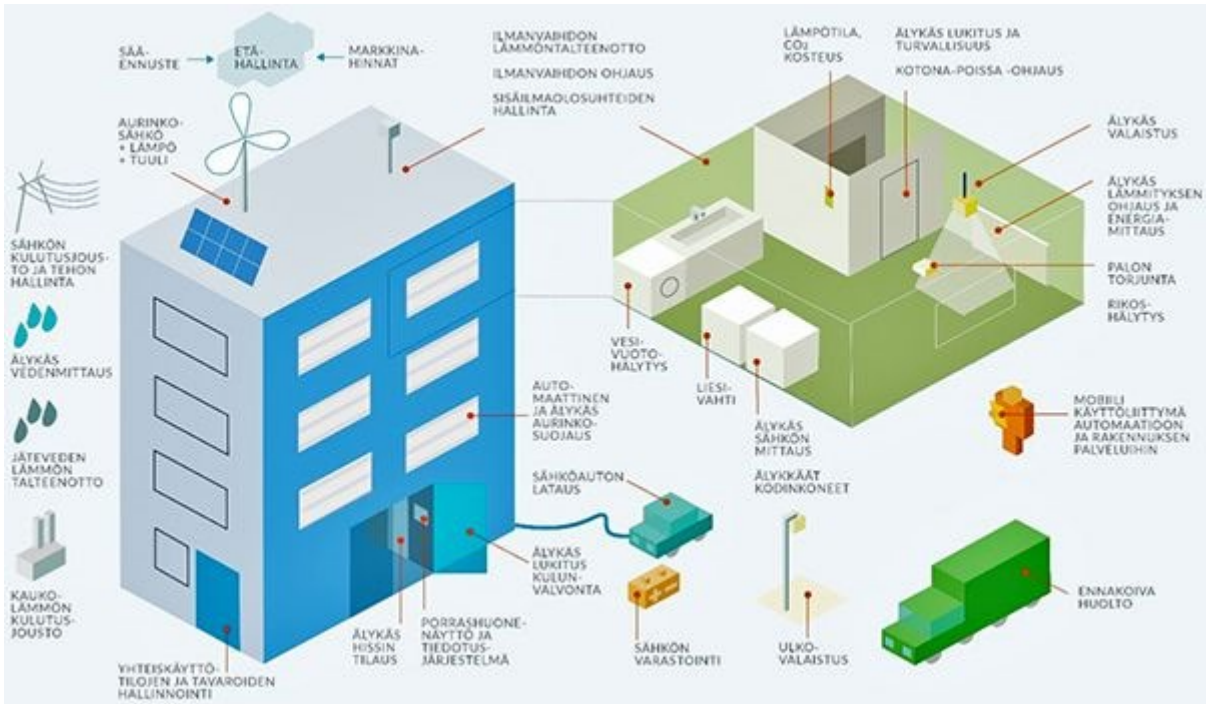 SÄÄ-
ENNUSTE
ETÄ-
HALLINTA
MARKKINA-
HINNAT
ILMANVAIHDON
LÄMMÖNTALTEENOTTO
ILMANVAIHDON OHJAUS
SISÄILMAOLOSUHTEIDEN
HALLINTA
LÄMPÖTILA,
CO2
KOSTEUS
ÄLYKÄS LUKITUS JA
TURVALLISUUS
KOTONA-POISSA -OHJAUS
ÄLYKÄS
VALAISTUS
ÄLYKÄS
LÄMMITYKSEN
OHJAUS JA
ENERGIA-
MITTAUS
PALON
TORJUNTA
RIKOS-
HÄLYTYS
AURINKO-
SÄHKÖ
+ LÄMPÖ
+ TUULI
SÄHKÖN
KULUTUSJOUS-
TO JA TEHON
HALLINTA
ÄLYKÄS
VEDENMITTAUS
JÄTEVEDEN
LÄMMÖN
TALTEENOTTO
KAUKO-
LÄMMÖN
KULUTUS-
JOUSTO
VESI-
VUOTO-
HÄLYTYS
LIESI-
VAHTI
ÄLYKÄS
SÄHKÖN
MITTAUS
ÄLYKKÄÄT
KODINKONEET
AUTO-
MAATTINEN
JA ÄLYKÄS
AURINKO-
SUOJAUS
MOBIILI
KÄYTTÖLIITTYMÄ
AUTOMAATIOON
JA RAKENNUKSEN
PALVELUIHIN
SÄHKÖAUTON
LATAUS
ÄLYKÄS
LUKITUS
KULUN-
VALVONTA
ENNAKOIVA
HUOLTO
ÄLYKÄS
HISSIN
TILAUS
PORRASHUONE-
NÄYTTÖ JA
TIEDOTUS-
JÄRJESTELMÄ
SÄHKÖN
VARASTOINTI
ULKO-
VALAISTUS
YHTEISKÄYTTÖ-
TILOJEN JA TAVAROIDEN
HALLINNOINTI